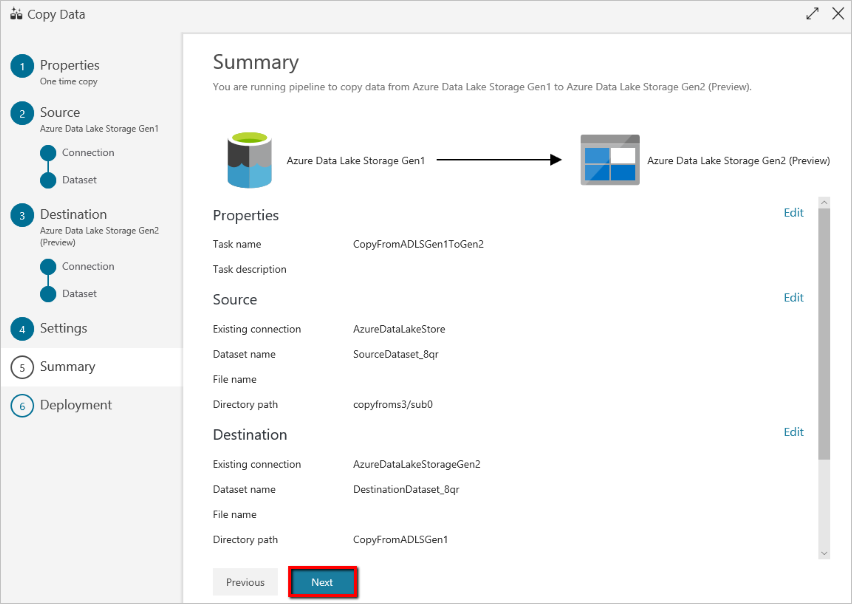 Copy Data
1 Properties
One time copy
2 Source
Azure Data Lake Storage Gen1
Connection
Dataset
3 Destination
Azure Data Lake Storage Gen2
(Preview)
Connection
Dataset
4 Settings
5 Summary
6 Deployment
Summary
You are running pipeline to copy data from Azure Data Lake Storage Gen1 to Azure Data Lake Storage Gen2 (Preview).
Azure Data Lake Storage Gen1
Azure Data Lake Storage Gen2 (Preview)
Properties Edit
Task name CopyFromADLSGen1ToGen2
Task description
Source Edit
Existing connection AzureDataLakeStore
Dataset name SourceDataset_8qr
File name
Directory path copyfroms3/sub0
Destination Edit
Existing connection AzureDataLakeStorageGen2
Dataset name DestinationDataset_8qr
File name
Directory path CopyFromADLSGen1
Previous Next